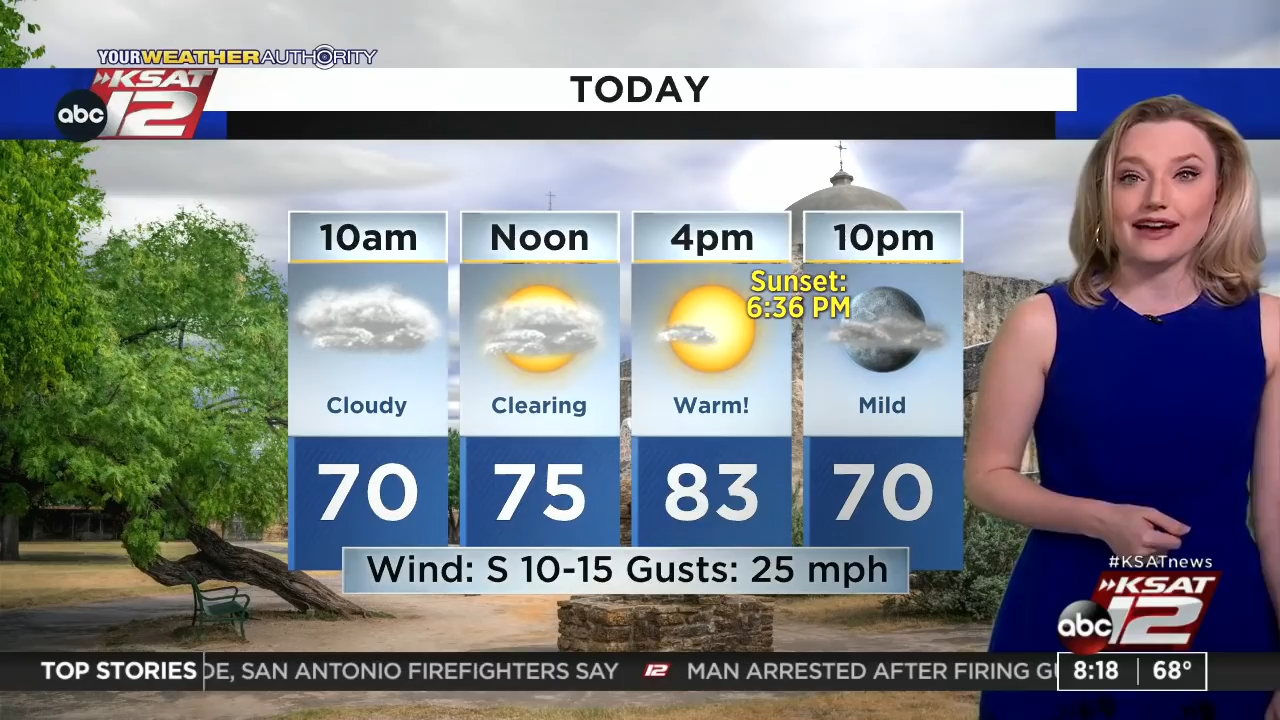 YOURWEATHERAUTHORITY
KSAT
abc 12
TODAY
10am
Noon
4pm
10pm
Sunset:
6:36 PM
Cloudy
Clearing
Warm!
Mild
70
75
83
70
Wind: S 10-15 Gusts: 25 mph
#KSATnews
KSAT
abc 12
TOP STORIES
SAN ANTONIO FIREFIGHTERS SAY 12 MAN ARRESTED AFTER FIRING
8:18 68°